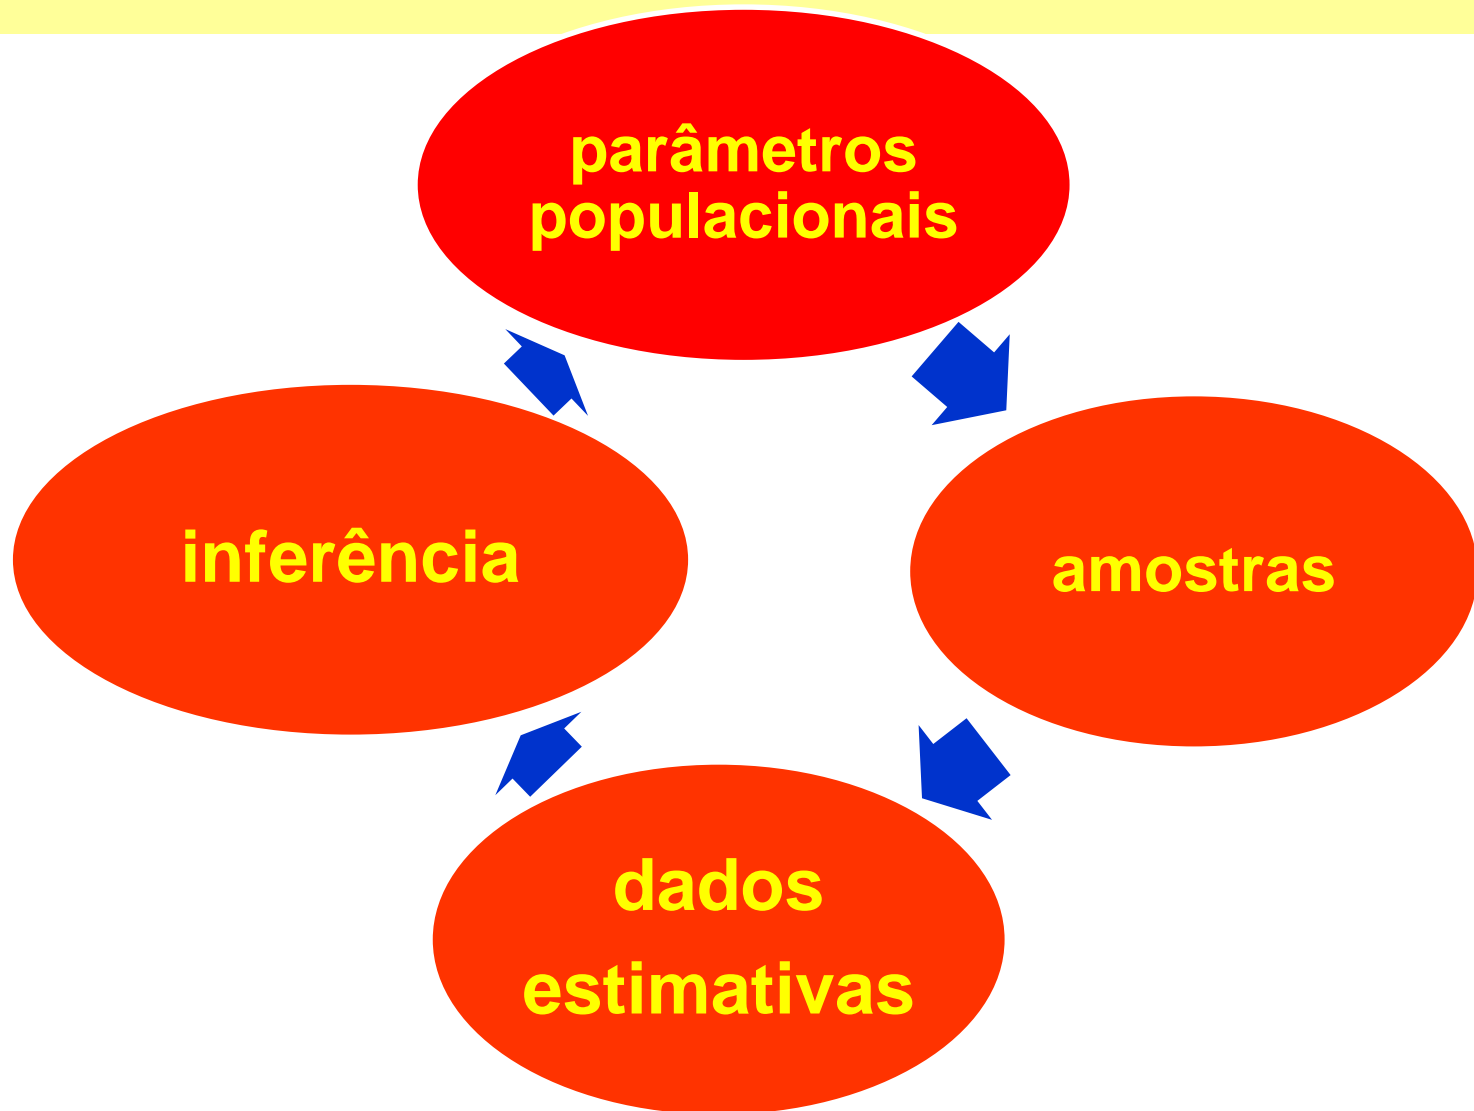 parâmetros
populacionais
inferência
amostras
dados
estimativas